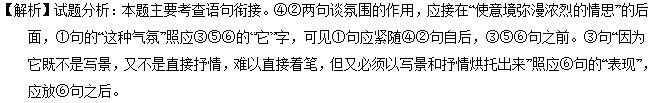 【解析】试题分析：本题主要考查语句衔接。④②两句谈氛围的作用，应接在“使意境弥漫浓烈的情思”的后
面，①句的“这种气氛”照应③⑤⑥的“它”字，可见①句应紧随④②句自后，③⑤⑥句之前。③句“因为
它既不是写景，又不是直接抒情，难以直接着笔，但又必须以写景和抒情烘托出来”照应⑥句的“表现”，
应放⑥句之后。